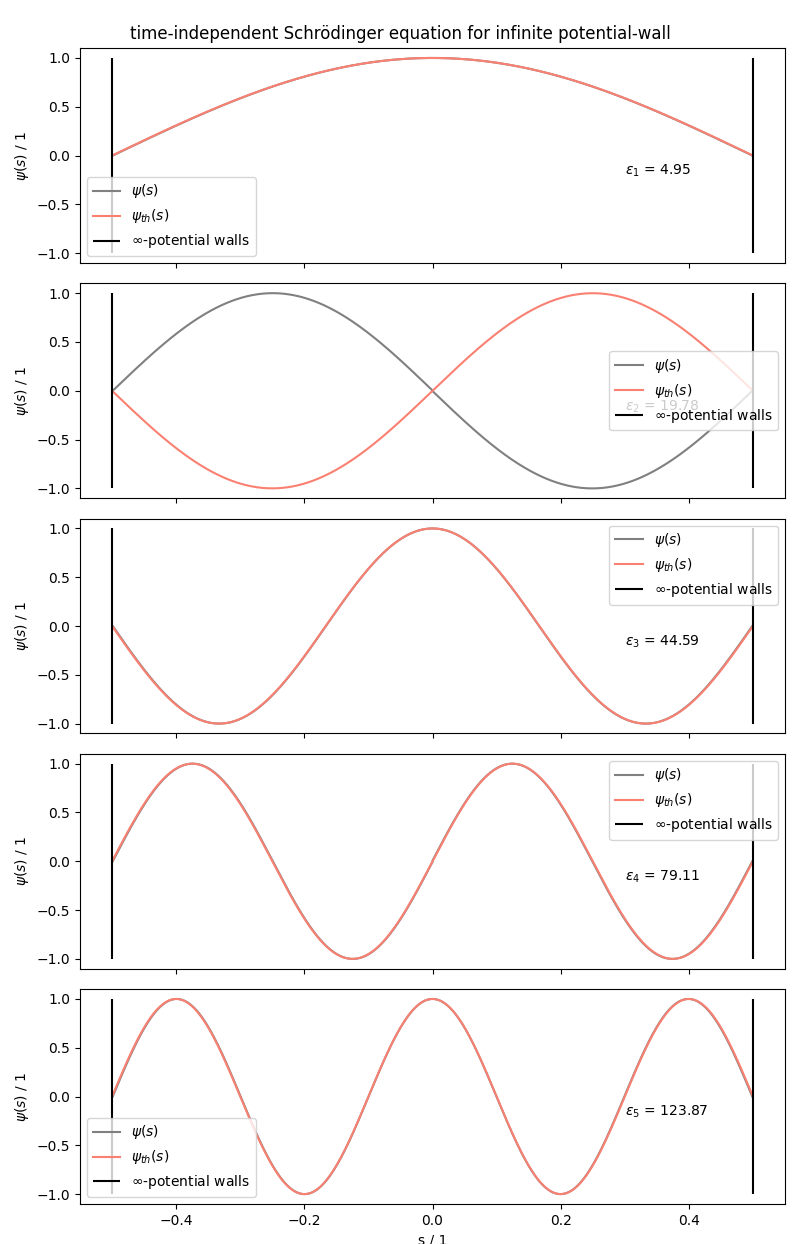 time-independent Schrödinger equation for infinite potential-wall
1.0
0.5
0.0
−0.5
−1.0
ψ(s) / 1
ε₁ = 4.95
ψ(s)
ψₜₕ(s)
∞-potential walls
1.0
0.5
0.0
−0.5
−1.0
ψ(s) / 1
ψ(s)
ψₜₕ(s)
ε₂ = 19.78
∞-potential walls
1.0
0.5
0.0
−0.5
−1.0
ψ(s) / 1
ψ(s)
ψₜₕ(s)
∞-potential walls
ε₃ = 44.59
1.0
0.5
0.0
−0.5
−1.0
ψ(s) / 1
ψ(s)
ψₜₕ(s)
∞-potential walls
ε₄ = 79.11
1.0
0.5
0.0
−0.5
−1.0
ψ(s) / 1
ε₅ = 123.87
ψ(s)
ψₜₕ(s)
∞-potential walls
−0.4 −0.2 0.0 0.2 0.4
s / 1